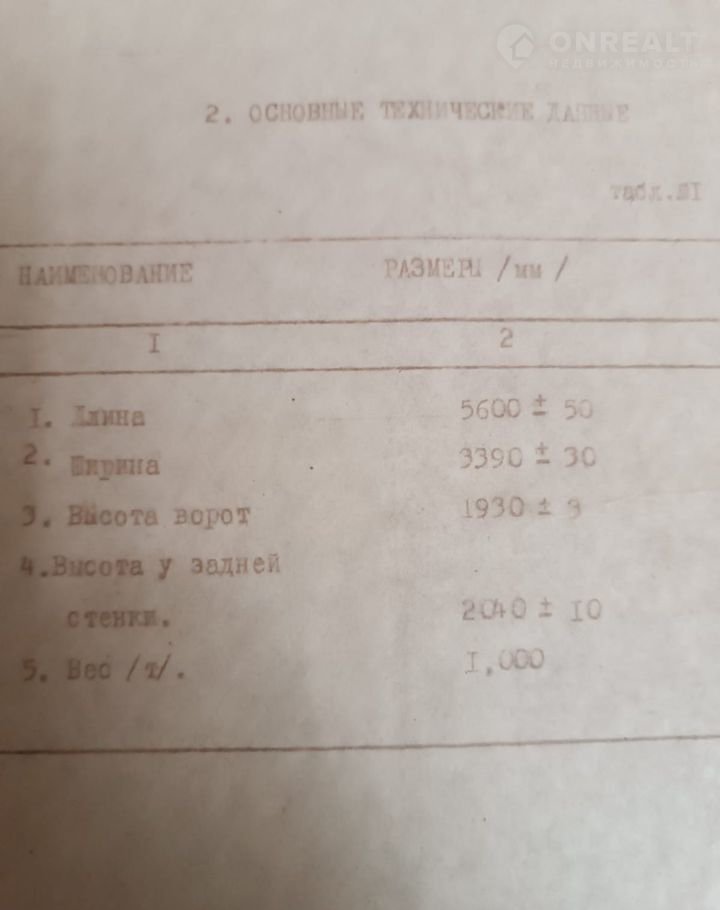 ONREALT
НЕДВИЖИМОСТЬ
2. ОСНОВНЫЕ ТЕХНИЧЕСКИЕ ДАННЫЕ
табл.№I
НАИМЕНОВАНИЕ РАЗМЕРЫ /мм /
I 2
I. Длина 5600 ± 50
2. Ширина 3390 ± 30
3. Высота ворот 1930 ±
4.Высота у задней
стенки. 2040 ± I0
5. Вес /т/. I,000